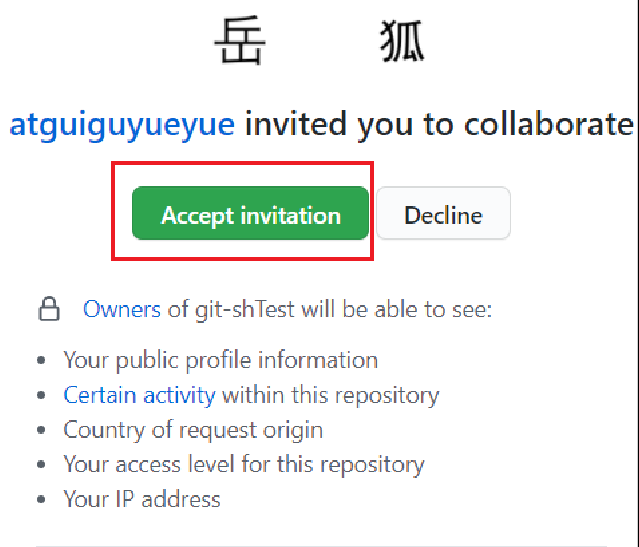 岳 狐
atguiguyueyue invited you to collaborate
Accept invitation Decline
Owners of git-shTest will be able to see:
Your public profile information
Certain activity within this repository
Country of request origin
Your access level for this repository
Your IP address